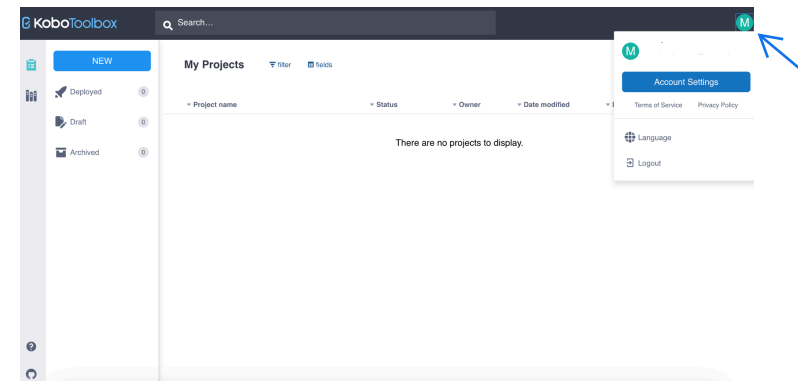 KoboToolbox
Search...
M
NEW
Deployed 0
Draft 0
Archived 0
My Projects filter fields
Project name Status Owner Date modified
There are no projects to display.
M
Account Settings
Terms of Service Privacy Policy
Language
Logout